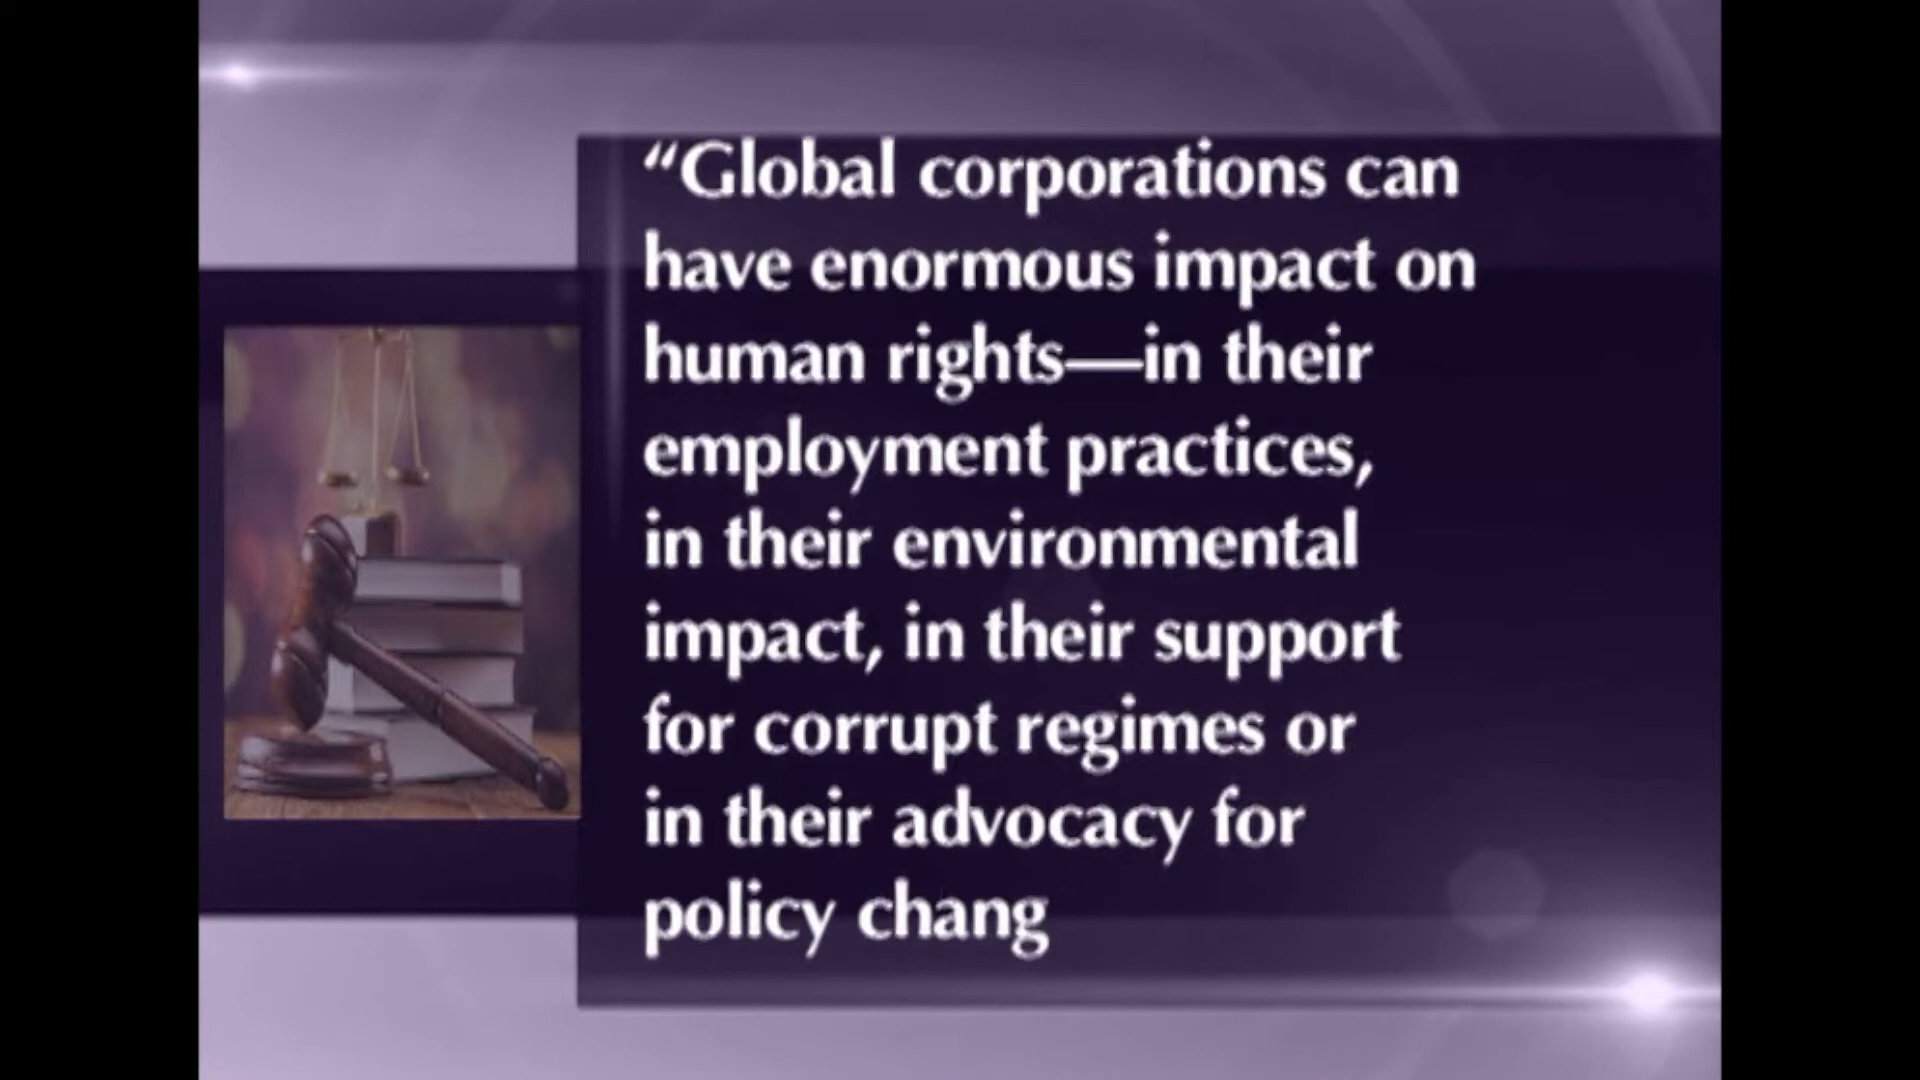 “Global corporations can
have enormous impact on
human rights—in their
employment practices,
in their environmental
impact, in their support
for corrupt regimes or
in their advocacy for
policy chang